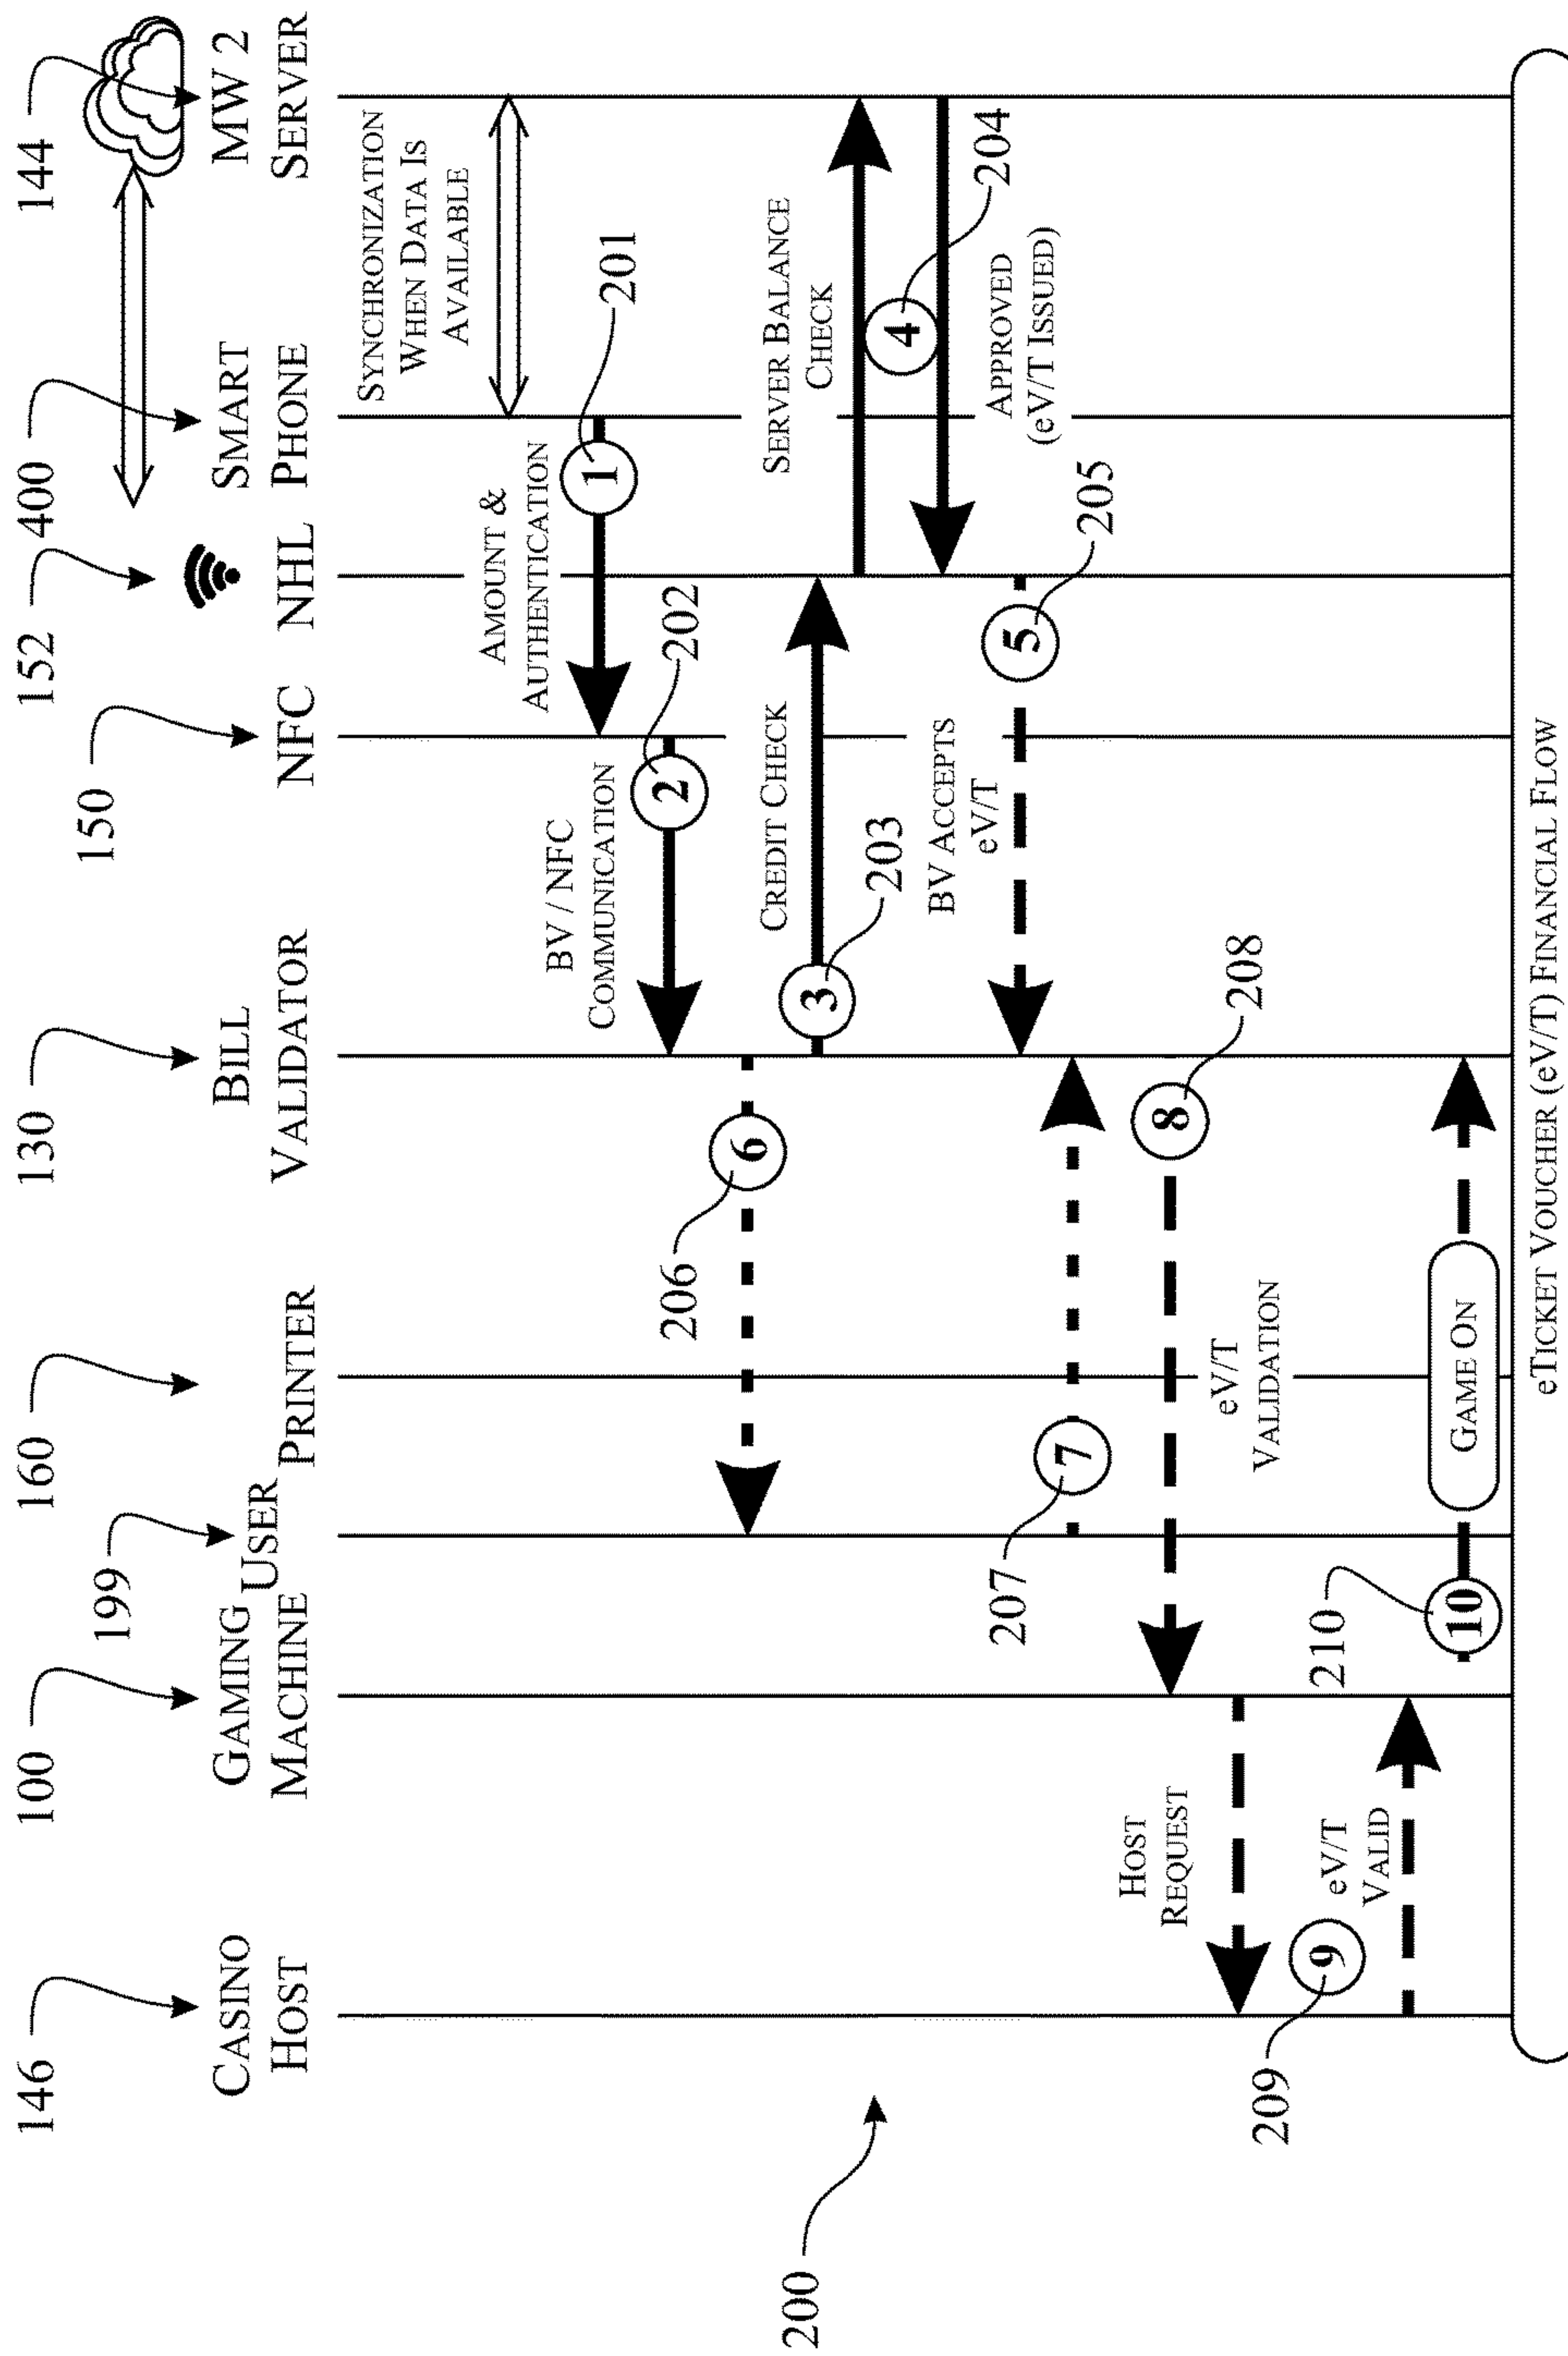 146
100
199
160
130
150
152
400
144
CASINO
HOST
GAMING
MACHINE
USER
PRINTER
BILL
VALIDATOR
NFC
NHL
SMART
PHONE
MW 2
SERVER
SYNCHRONIZATION
WHEN DATA IS
AVAILABLE
AMOUNT &
AUTHENTICATION
1
201
BV / NFC
COMMUNICATION
2
202
206
6
CREDIT CHECK
3
203
SERVER BALANCE
CHECK
4
204
APPROVED
(eV/T ISSUED)
BV ACCEPTS
eV/T
5
205
207
7
8
208
eV/T
VALIDATION
HOST
REQUEST
209
9
eV/T
VALID
210
10
GAME ON
200
eTICKET VOUCHER (eV/T) FINANCIAL FLOW